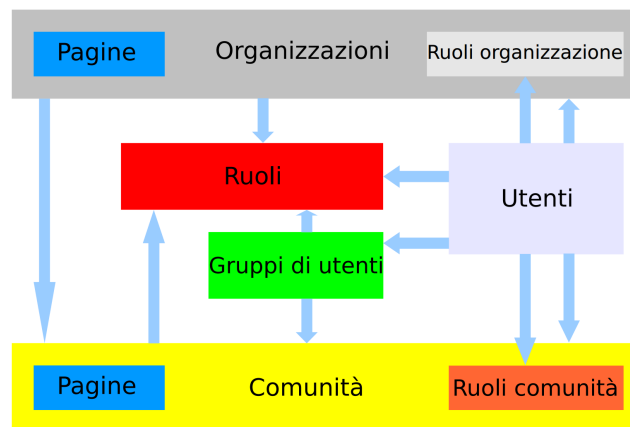 Pagine
Organizzazioni
Ruoli organizzazione
Ruoli
Utenti
Gruppi di utenti
Pagine
Comunità
Ruoli comunità